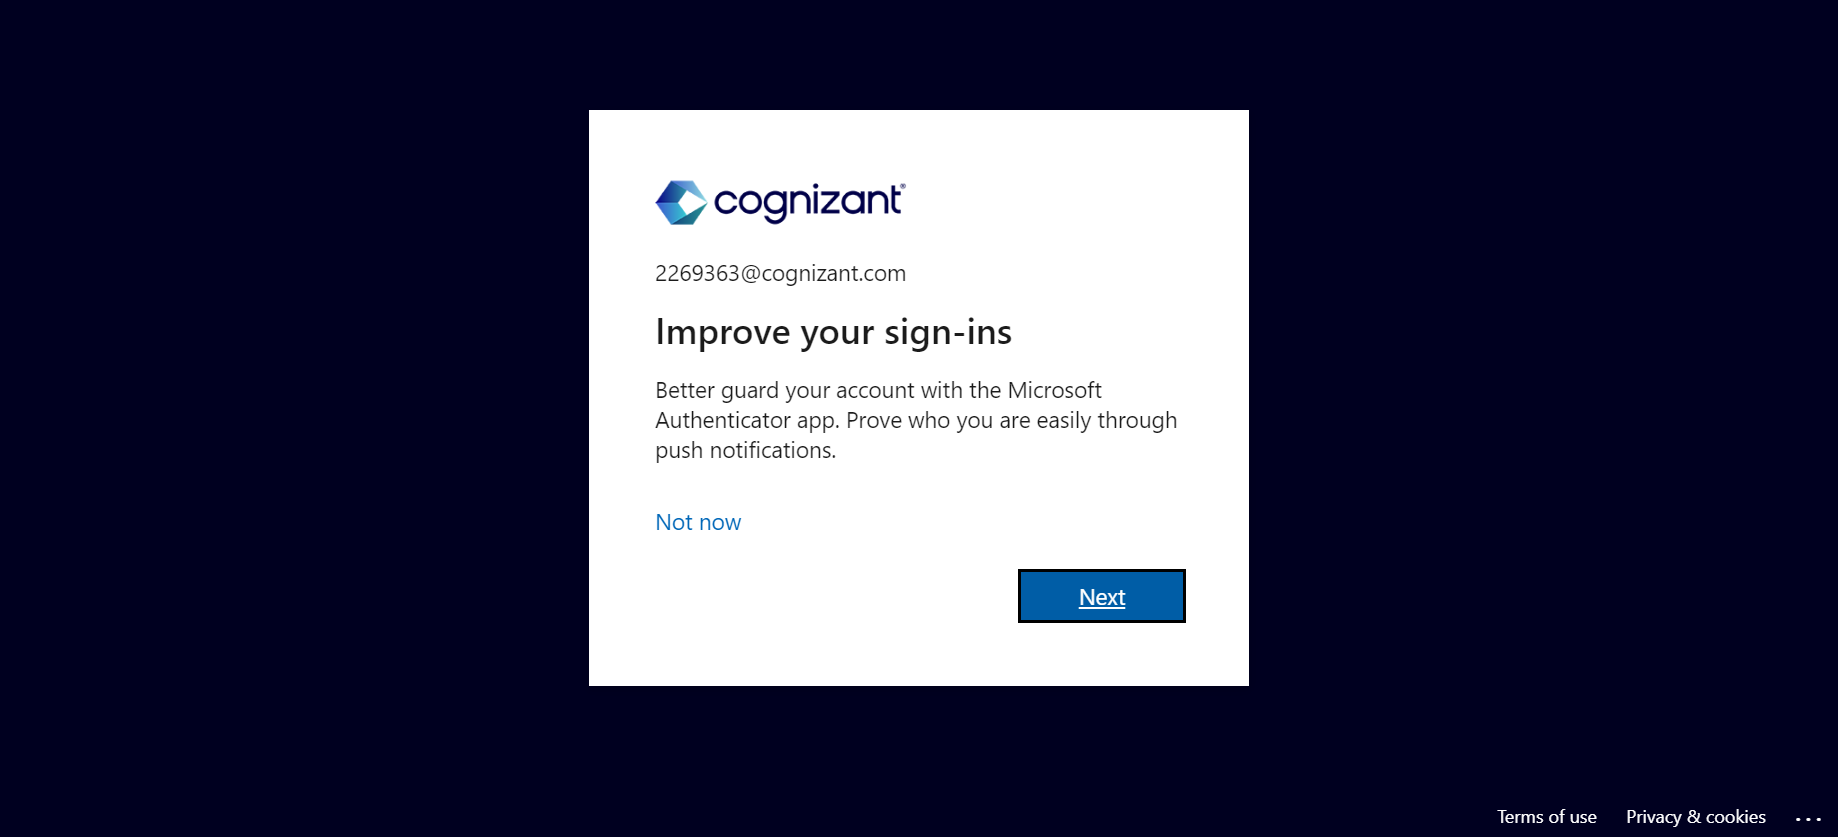 cognizant®
2269363@cognizant.com
Improve your sign-ins
Better guard your account with the Microsoft
Authenticator app. Prove who you are easily through
push notifications.
Not now
Next
Terms of use Privacy & cookies ...